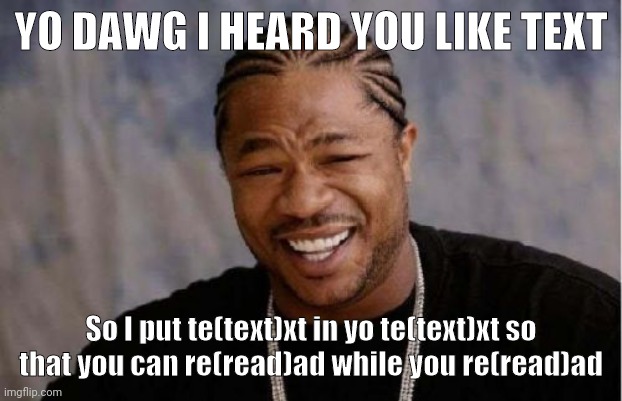 YO DAWG I HEARD YOU LIKE TEXT
So I put te(text)xt in yo te(text)xt so
that you can re(read)ad while you re(read)ad
imgflip.com